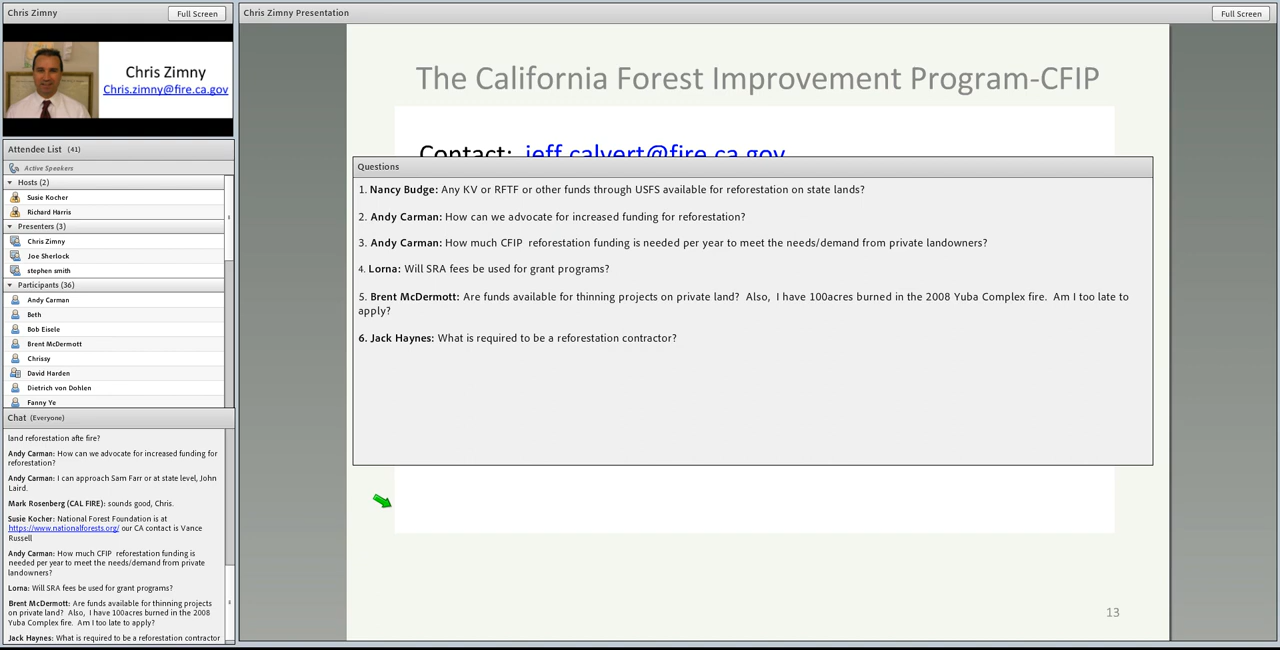 Chris Zimny
Full Screen
Chris Zimny
Chris.zimny@fire.ca.gov
Attendee List (41)
Active Speakers
Hosts (2)
Susie Kocher
Richard Harris
Presenters (3)
Chris Zimny
Joe Sherlock
stephen smith
Participants (36)
Andy Carman
Beth
Bob Eisele
Brent McDermott
Chrissy
David Harden
Dietrich von Dohlen
Fanny Ye
Chat (Everyone)
land reforestation afte fire?
Andy Carman: How can we advocate for increased funding for
reforestation?
Andy Carman: I can approach Sam Farr or at state level, John
Laird.
Mark Rosenberg (CAL FIRE): sounds good, Chris.
Susie Kocher: National Forest Foundation is at
https://www.nationalforests.org/ our CA contact is Vance
Russell
Andy Carman: How much CFIP reforestation funding is
needed per year to meet the needs/demand from private
landowners?
Lorna: Will SRA fees be used for grant programs?
Brent McDermott: Are funds available for thinning projects
on private land? Also, I have 100acres burned in the 2008
Yuba Complex fire. Am I too late to apply?
Jack Haynes: What is required to be a reforestation contractor
Chris Zimny Presentation
Full Screen
The California Forest Improvement Program-CFIP
Contact: jeff.calvert@fire.ca.gov
Questions
1. Nancy Budge: Any KV or RFTF or other funds through USFS available for reforestation on state lands?
2. Andy Carman: How can we advocate for increased funding for reforestation?
3. Andy Carman: How much CFIP reforestation funding is needed per year to meet the needs/demand from private landowners?
4. Lorna: Will SRA fees be used for grant programs?
5. Brent McDermott: Are funds available for thinning projects on private land? Also, I have 100acres burned in the 2008 Yuba Complex fire. Am I too late to
apply?
6. Jack Haynes: What is required to be a reforestation contractor?
13